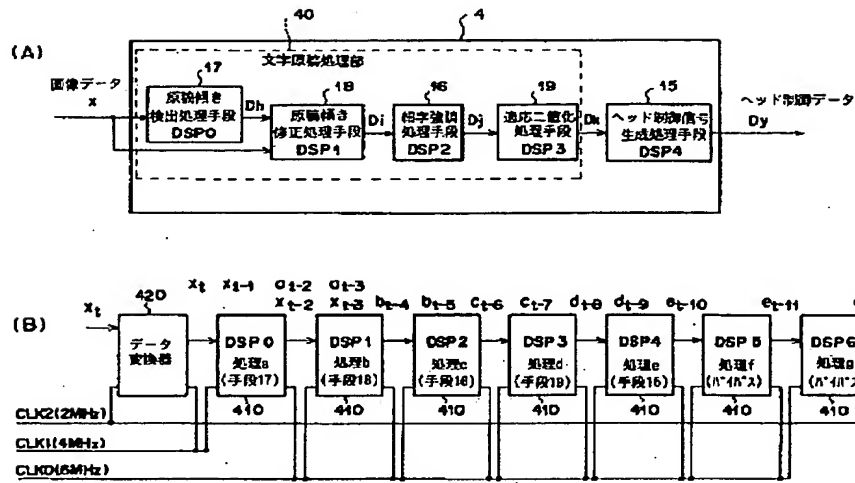 40
4
(A)
文字原稿処理部
画像データ
x
17
原稿傾き
検出処理手段
DSP0
Dh
18
原稿傾き
修正処理手段
DSP1
Di
16
細字強調
処理手段
DSP2
Dj
19
適応二値化
処理手段
DSP3
Dk
15
ヘッド制御信号
生成処理手段
DSP4
ヘッド制御データ
Dy
(B)
xt
420
データ
変換器
xt xt-1 at-2 at-3
xt-2 xt-3 bt-4 bt-5 ct-6 ct-7 dt-8 dt-9 et-10 et-11
DSP0
処理a
(手段17)
410
DSP1
処理b
(手段18)
410
DSP2
処理c
(手段16)
410
DSP3
処理d
(手段19)
410
DSP4
処理e
(手段15)
410
DSP5
処理f
(バイパス)
410
DSP6
処理g
(バイパス
410
CLK2(2MHz)
CLK1(4MHz)
CLK0(6MHz)